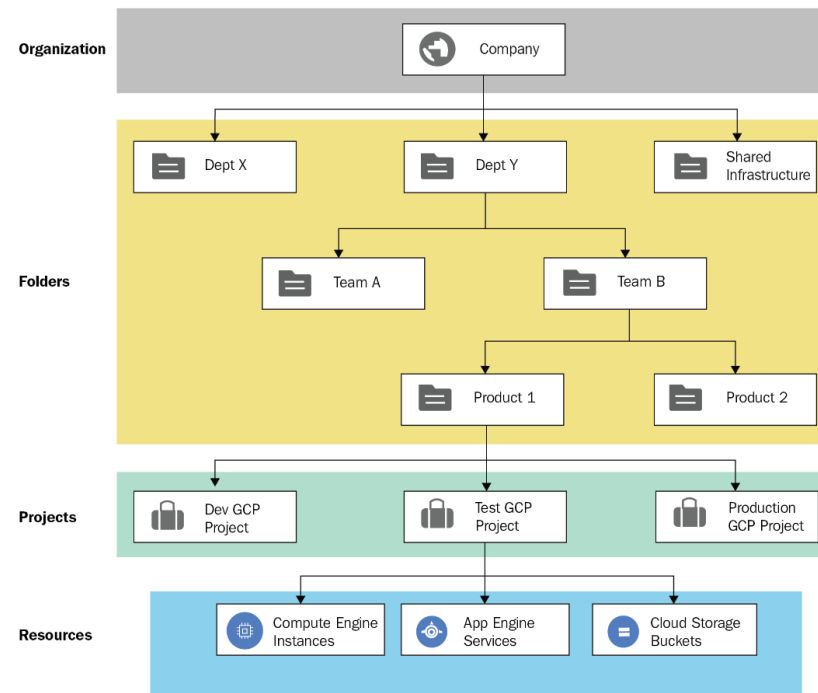 Organization
Company
Dept X
Dept Y
Shared
Infrastructure
Folders
Team A
Team B
Product 1
Product 2
Projects
Dev GCP
Project
Test GCP
Project
Production
GCP Project
Resources
Compute Engine
Instances
App Engine
Services
Cloud Storage
Buckets